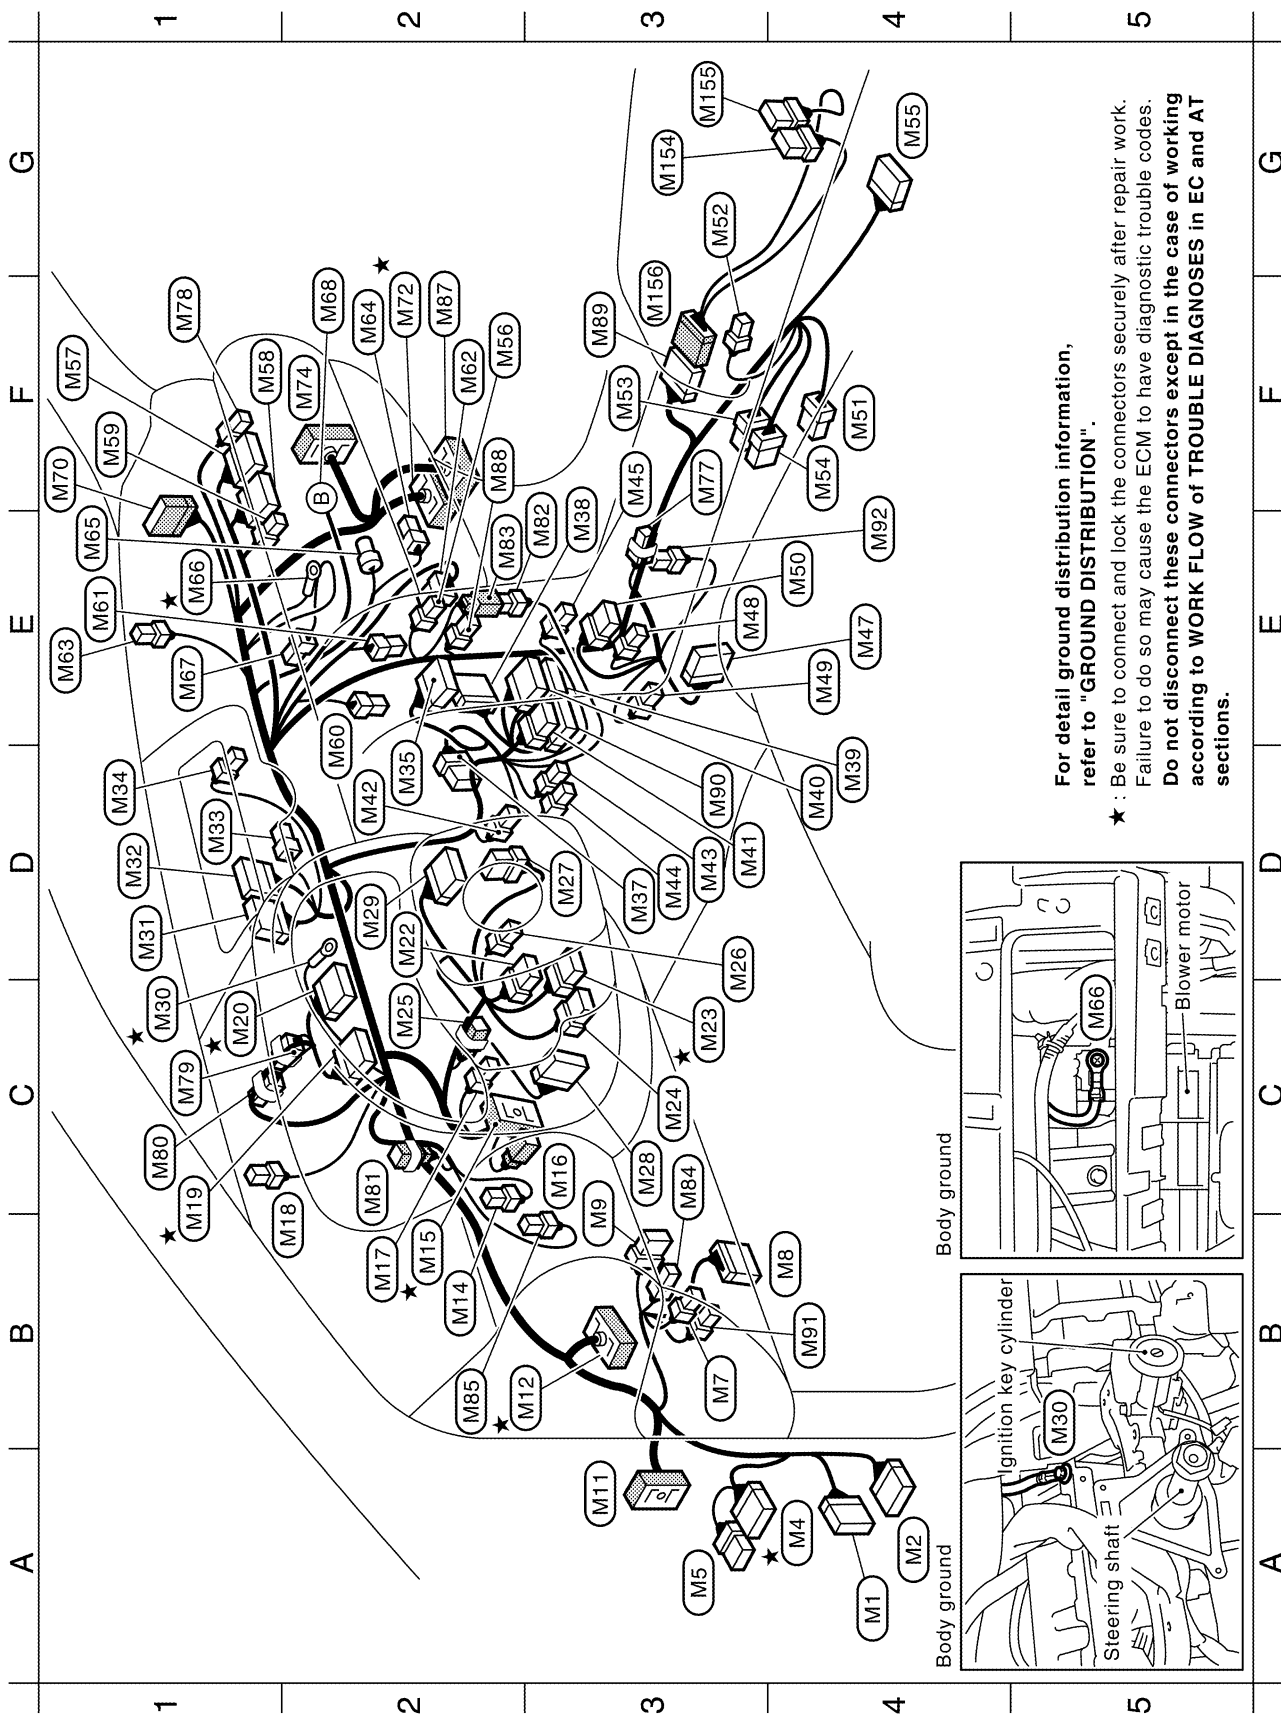 A
B
C
D
E
F
G
1
2
3
4
5
M70
M57
M78
M59
M58
M74
M68
M65
M64
★
M72
M87
★
M66
B
M61
M62
M56
M63
M67
M88
M83
M82
M38
M45
M60
M35
M42
M34
M33
M32
M31
★
M30
M20
★
M79
M80
★
M19
M18
M81
M29
M22
M25
M27
M26
M23
★
M24
M28
M16
M84
M9
M17
★
M15
M14
M85
★
M12
M11
M5
★
M4
M1
M2
M7
M91
M8
M37
M44
M43
M41
M90
M40
M39
M49
M47
M48
M50
M92
M77
M54
M51
M53
M89
M156
M52
M154
M155
M55
For detail ground distribution information,
refer to "GROUND DISTRIBUTION".
★ : Be sure to connect and lock the connectors securely after repair work.
Failure to do so may cause the ECM to have diagnostic trouble codes.
Do not disconnect these connectors except in the case of working
according to WORK FLOW of TROUBLE DIAGNOSES in EC and AT
sections.
Body ground
Ignition key cylinder
M30
Steering shaft
Body ground
M66
Blower motor
A
B
C
D
E
F
G
1
2
3
4
5